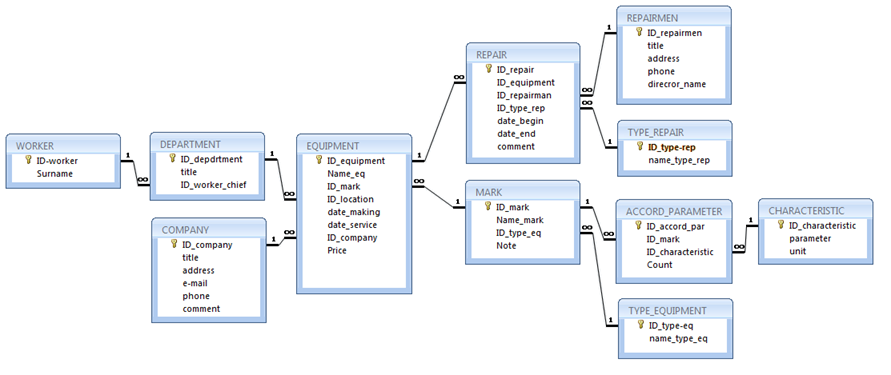 WORKER
ID-worker
Surname
1
∞
DEPARTMENT
ID_depdrtment
title
ID_worker_chief
1
∞
COMPANY
ID_company
title
address
e-mail
phone
comment
1
∞
EQUIPMENT
ID_equipment
Name_eq
ID_mark
ID_location
date_making
date_service
ID_company
Price
1
∞
∞
1
REPAIR
ID_repair
ID_equipment
ID_repairman
ID_type_rep
date_begin
date_end
comment
∞
1
∞
1
REPAIRMEN
ID_repairmen
title
address
phone
direcror_name
TYPE_REPAIR
ID_type-rep
name_type_rep
MARK
ID_mark
Name_mark
ID_type_eq
Note
1
∞
∞
1
ACCORD_PARAMETER
ID_accord_par
ID_mark
ID_characteristic
Count
1
∞
CHARACTERISTIC
ID_characteristic
parameter
unit
TYPE_EQUIPMENT
ID_type-eq
name_type_eq